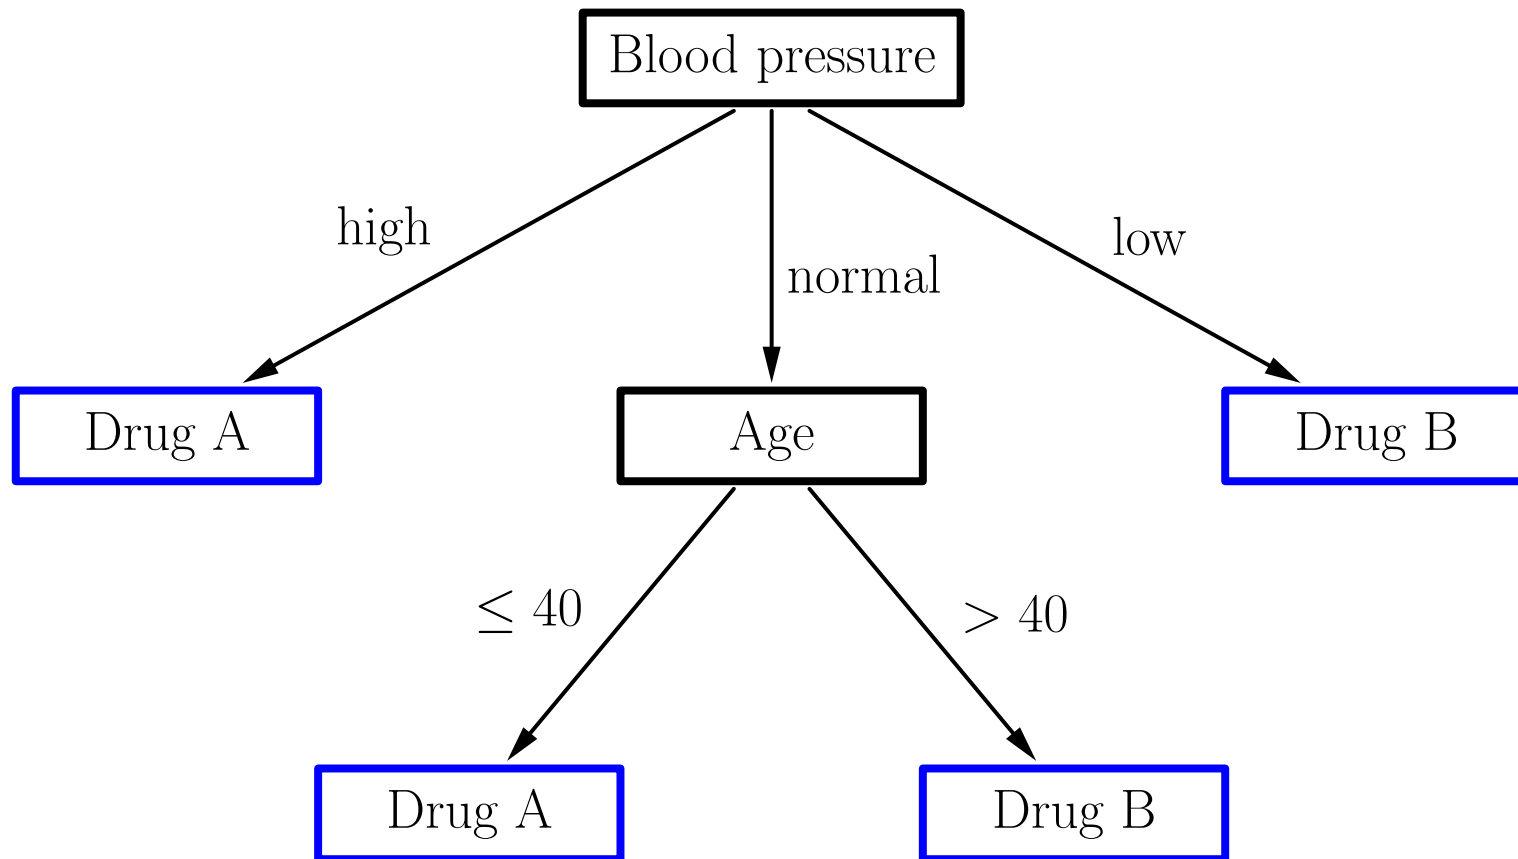 Blood pressure
high
normal
low
Drug A
Age
Drug B
≤ 40
> 40
Drug A
Drug B